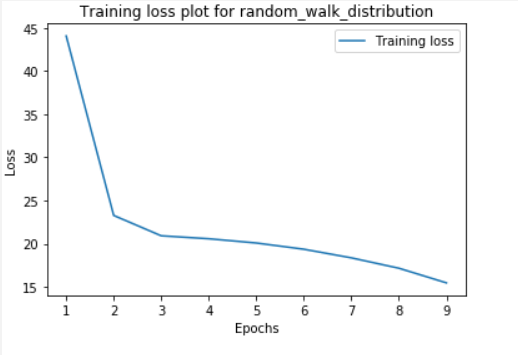 Training loss plot for random_walk_distribution
Training loss
45
40
35
30
25
20
15
Loss
1 2 3 4 5 6 7 8 9
Epochs